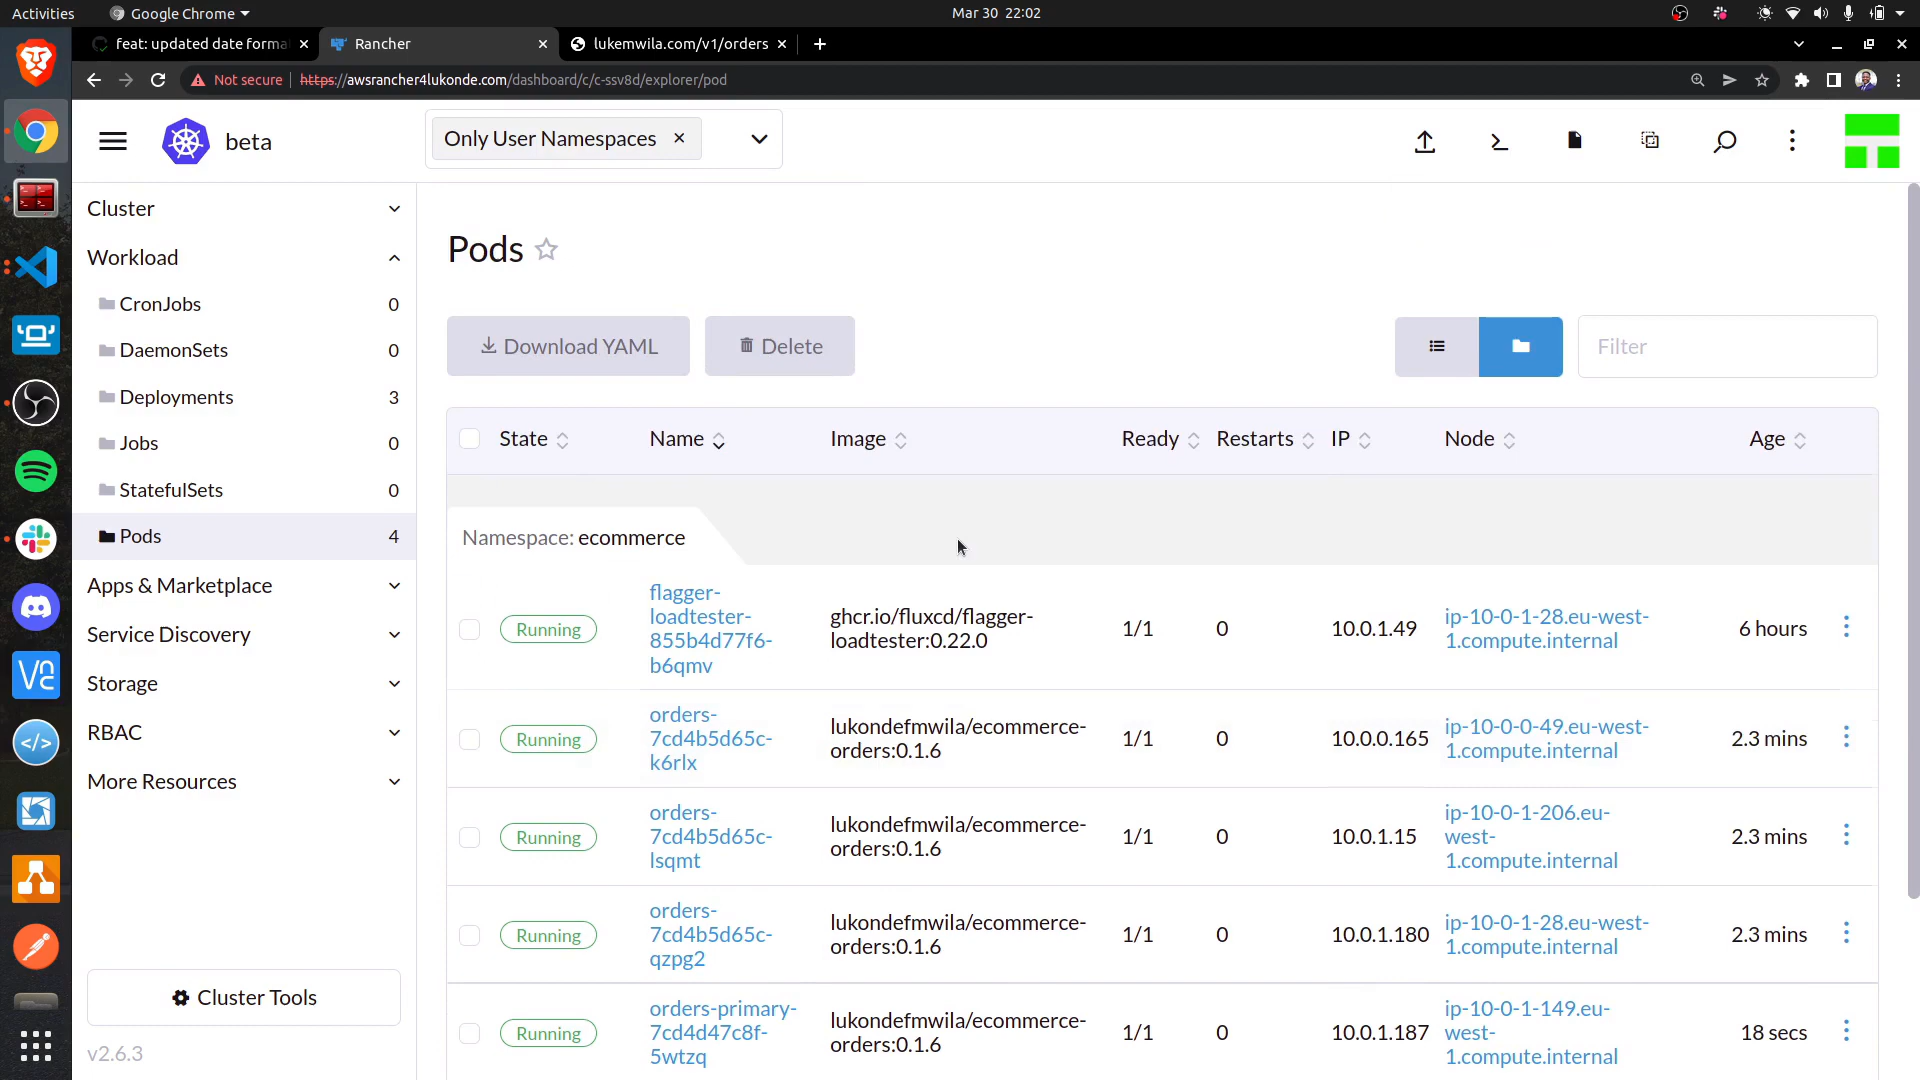 Activities
Google Chrome
Mar 30 22:02
feat: updated date forma
Rancher
lukemwila.com/v1/orders
Not secure
https://awsrancher4lukonde.com/dashboard/c/c-ssv8d/explorer/pod
beta
Only User Namespaces
Cluster
Workload
CronJobs 0
DaemonSets 0
Deployments 3
Jobs 0
StatefulSets 0
Pods 4
Apps & Marketplace
Service Discovery
Storage
RBAC
More Resources
Cluster Tools
v2.6.3
Pods
Download YAML
Delete
Filter
State Name Image Ready Restarts IP Node Age
Namespace: ecommerce
Running
flagger-
loadtester-
855b4d77f6-
b6qmv
ghcr.io/fluxcd/flagger-
loadtester:0.22.0
1/1 0 10.0.1.49
ip-10-0-1-28.eu-west-
1.compute.internal
6 hours
Running
orders-
7cd4b5d65c-
k6rlx
lukondefmwila/ecommerce-
orders:0.1.6
1/1 0 10.0.0.165
ip-10-0-0-49.eu-west-
1.compute.internal
2.3 mins
Running
orders-
7cd4b5d65c-
lsqmt
lukondefmwila/ecommerce-
orders:0.1.6
1/1 0 10.0.1.15
ip-10-0-1-206.eu-
west-
1.compute.internal
2.3 mins
Running
orders-
7cd4b5d65c-
qzpg2
lukondefmwila/ecommerce-
orders:0.1.6
1/1 0 10.0.1.180
ip-10-0-1-28.eu-west-
1.compute.internal
2.3 mins
Running
orders-primary-
7cd4d47c8f-
5wtzq
lukondefmwila/ecommerce-
orders:0.1.6
1/1 0 10.0.1.187
ip-10-0-1-149.eu-
west-
1.compute.internal
18 secs